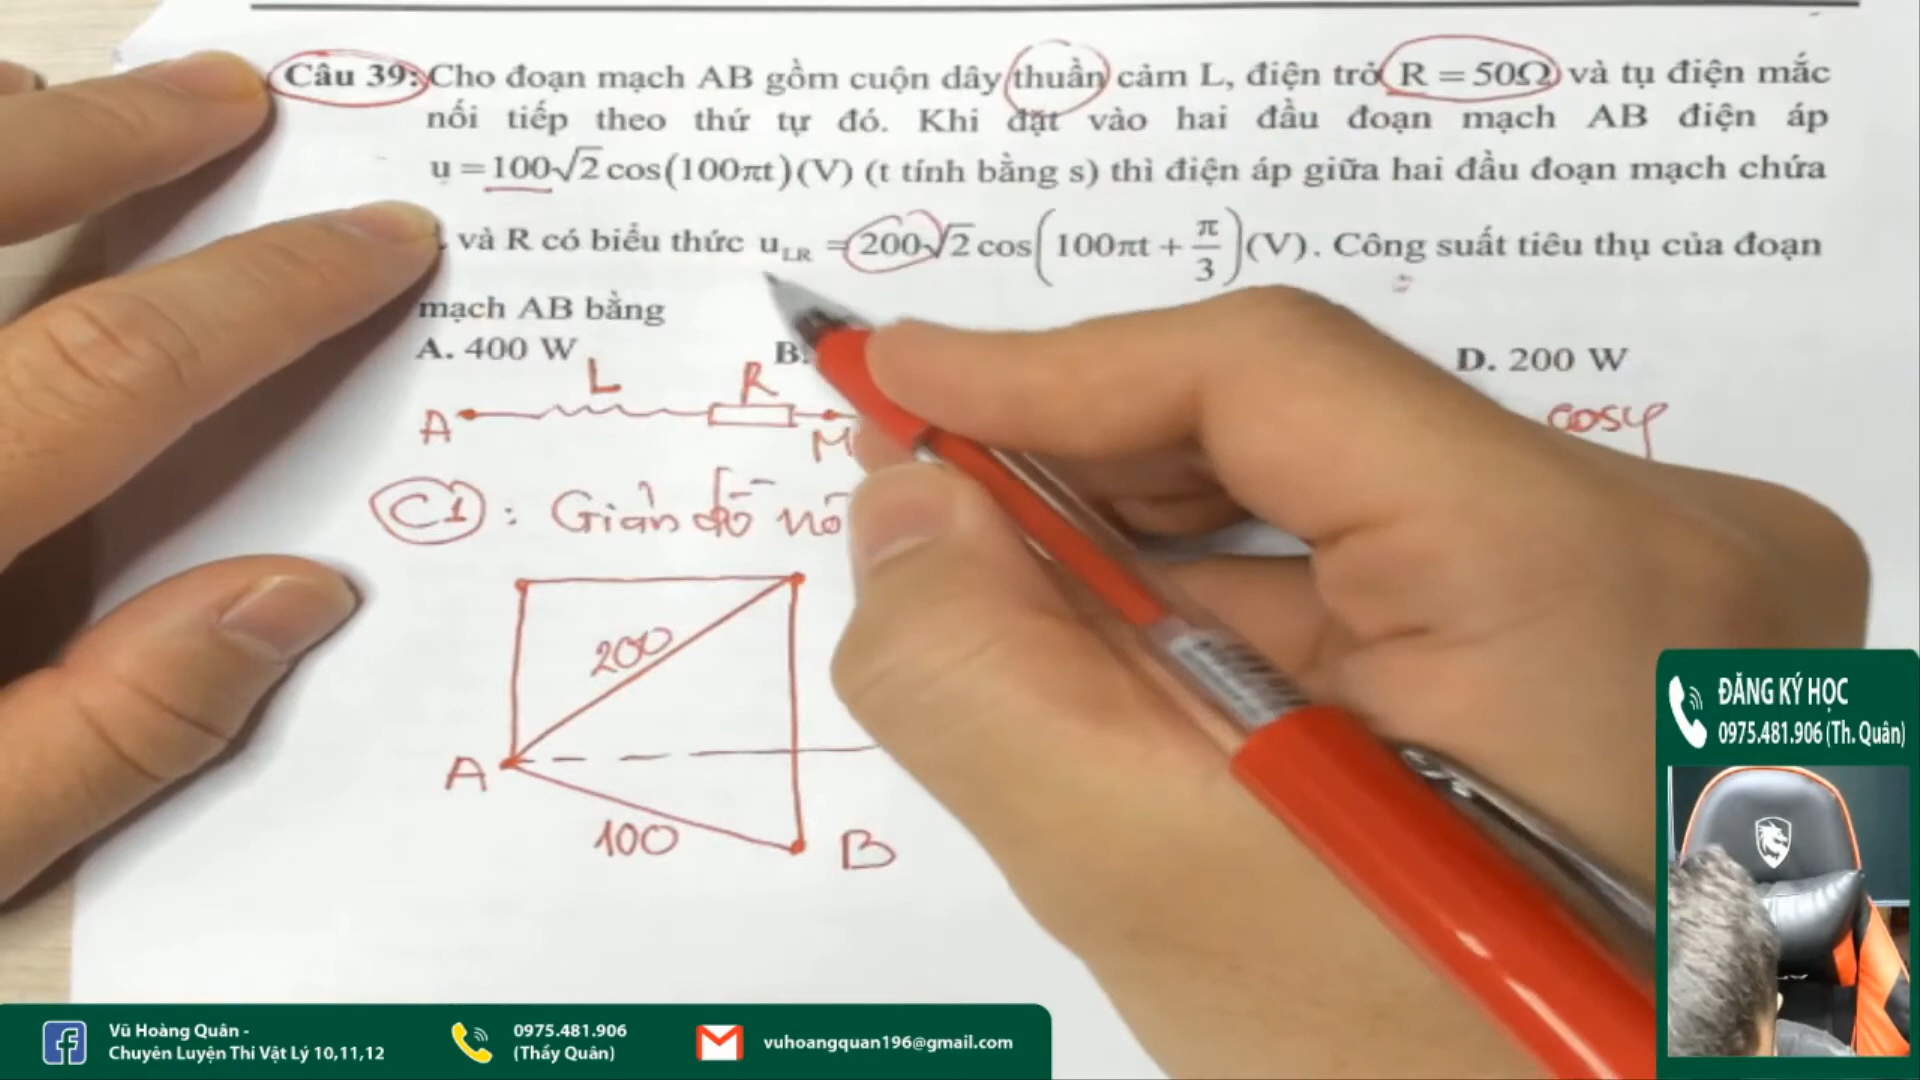 Câu 39: Cho đoạn mạch AB gồm cuộn dây thuần cảm L, điện trở R = 50Ω và tụ điện mắc
nối tiếp theo thứ tự đó. Khi đặt vào hai đầu đoạn mạch AB điện áp
u = 100√2 cos(100πt)(V) (t tính bằng s) thì điện áp giữa hai đầu đoạn mạch chứa
và R có biểu thức u_LR = 200√2 cos(100πt + π/3)(V). Công suất tiêu thụ của đoạn
mạch AB bằng
A. 400 W B. D. 200 W
L R
A M
cosφ
C1 : Giản đồ
200
A
100 B
ĐĂNG KÝ HỌC
0975.481.906 (Th. Quân)
Vũ Hoàng Quân -
Chuyên Luyện Thi Vật Lý 10,11,12
0975.481.906
(Thầy Quân)
vuhoangquan196@gmail.com